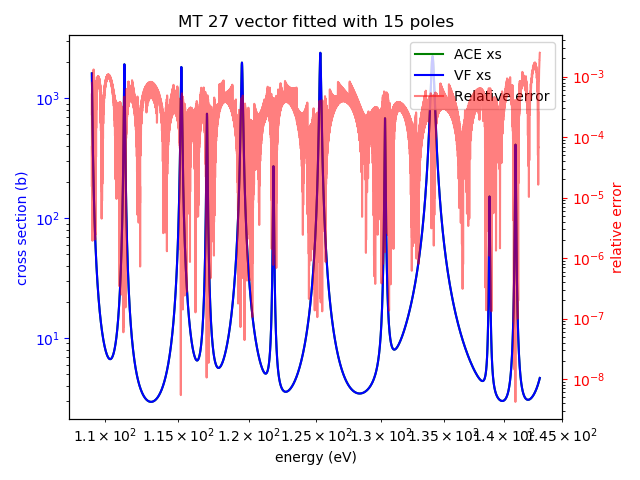 MT 27 vector fitted with 15 poles
ACE xs
VF xs
Relative error
cross section (b)
10³
10²
10¹
relative error
10⁻³
10⁻⁴
10⁻⁵
10⁻⁶
10⁻⁷
10⁻⁸
1.1 × 10² 1.15 × 10² 1.2 × 10² 1.25 × 10² 1.3 × 10² 1.35 × 10² 1.4 × 10² 1.45 × 10²
energy (eV)